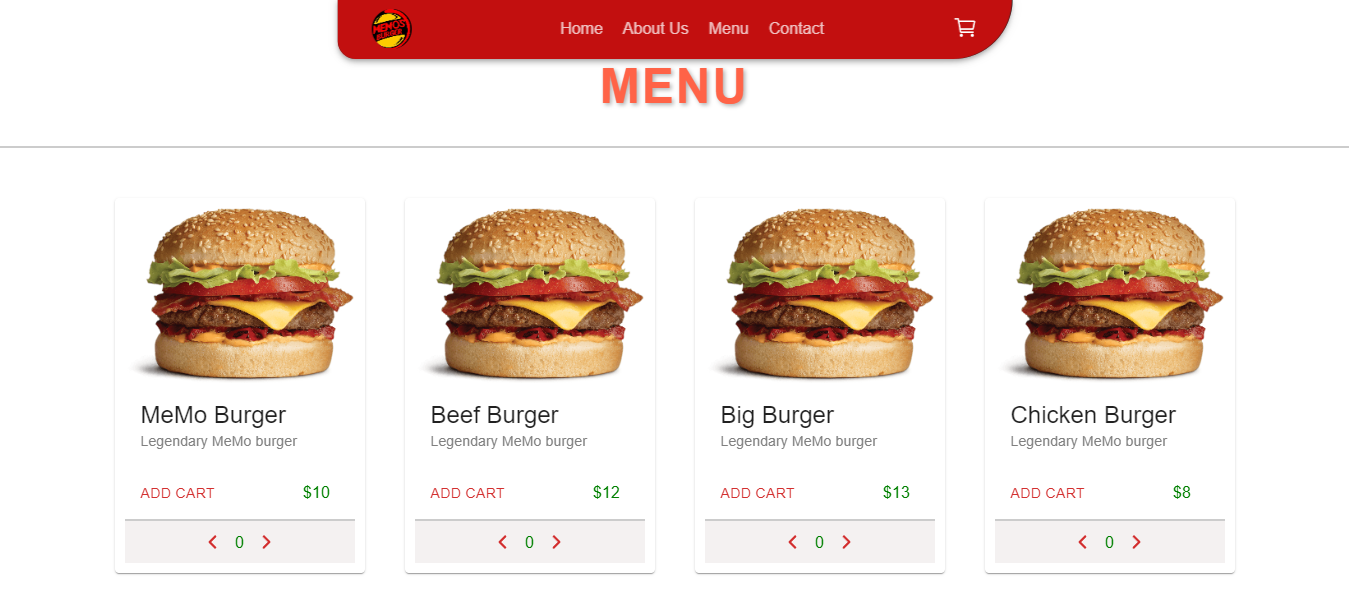 MEMOS
BURGER
Home About Us Menu Contact
MENU
MeMo Burger
Legendary MeMo burger
ADD CART $10
0
Beef Burger
Legendary MeMo burger
ADD CART $12
0
Big Burger
Legendary MeMo burger
ADD CART $13
0
Chicken Burger
Legendary MeMo burger
ADD CART $8
0